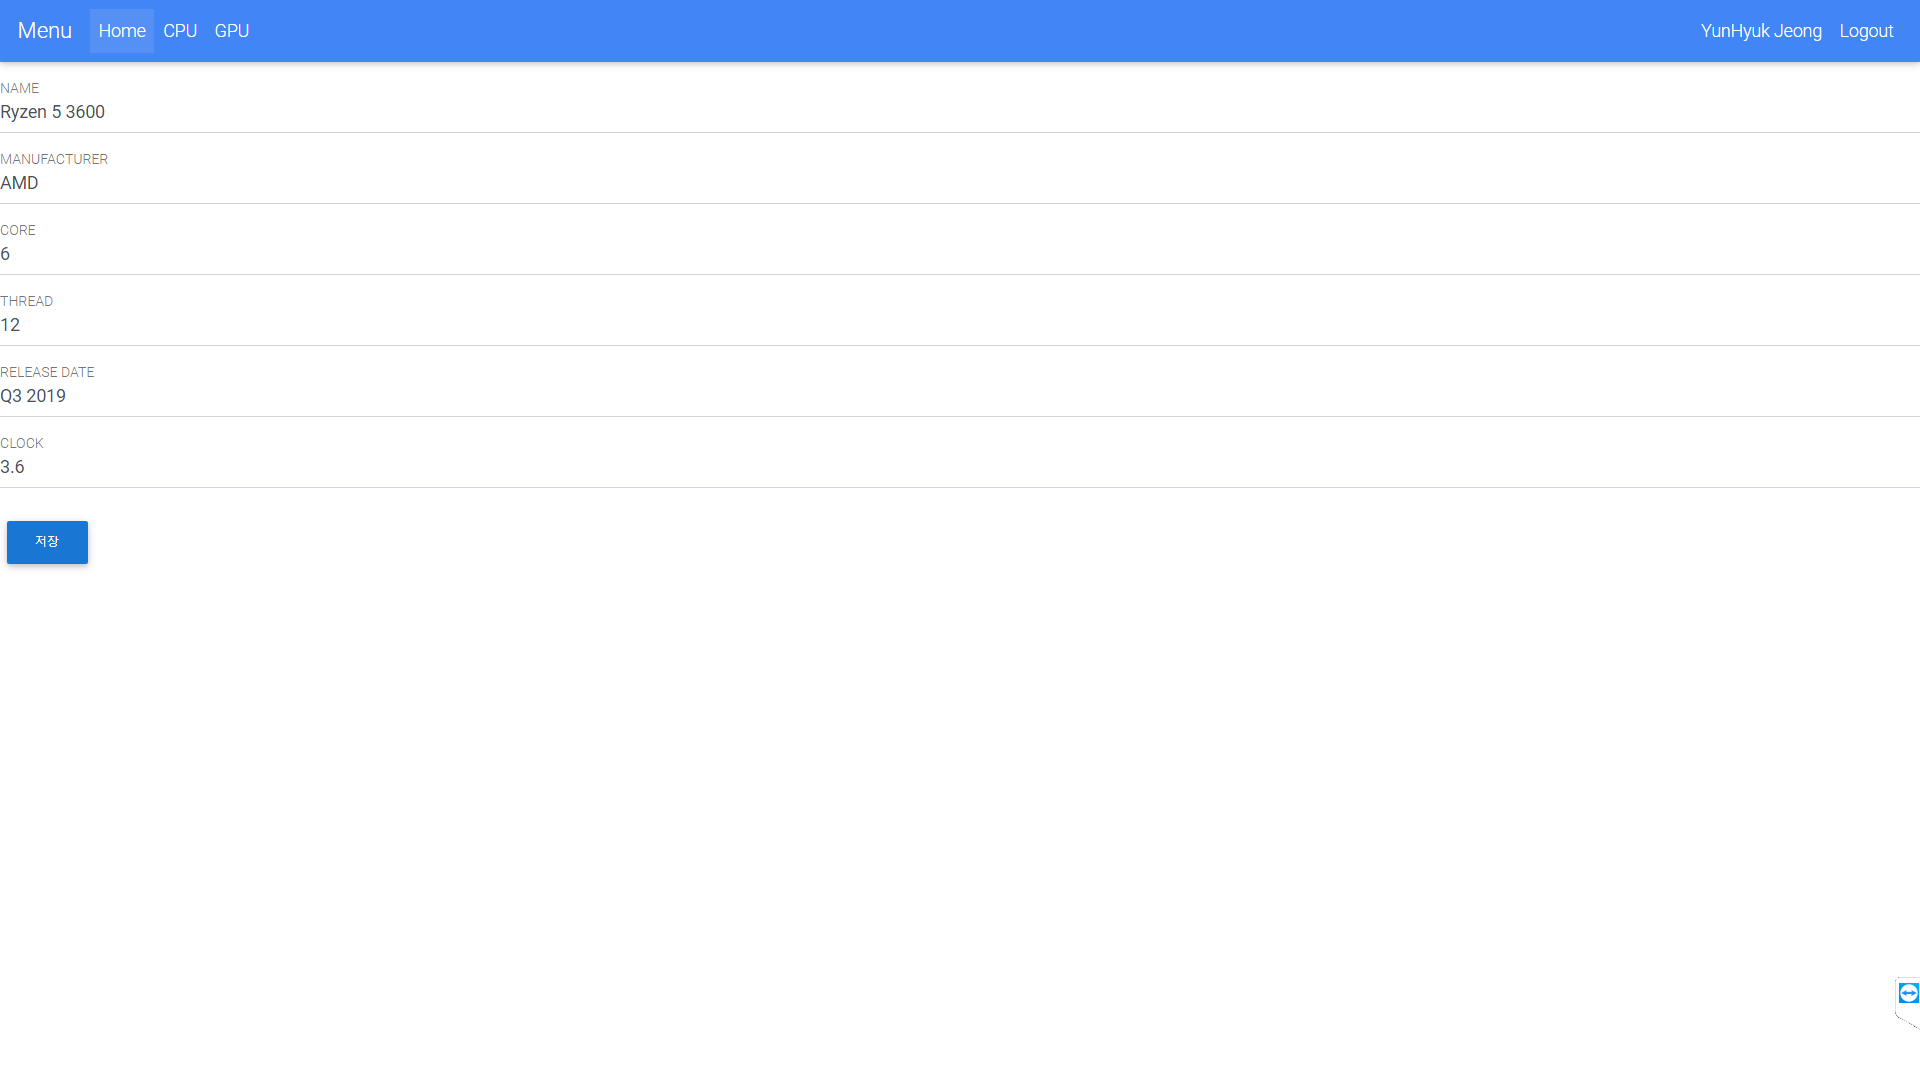 Menu Home CPU GPU YunHyuk Jeong Logout
NAME
Ryzen 5 3600
MANUFACTURER
AMD
CORE
6
THREAD
12
RELEASE DATE
Q3 2019
CLOCK
3.6
저장